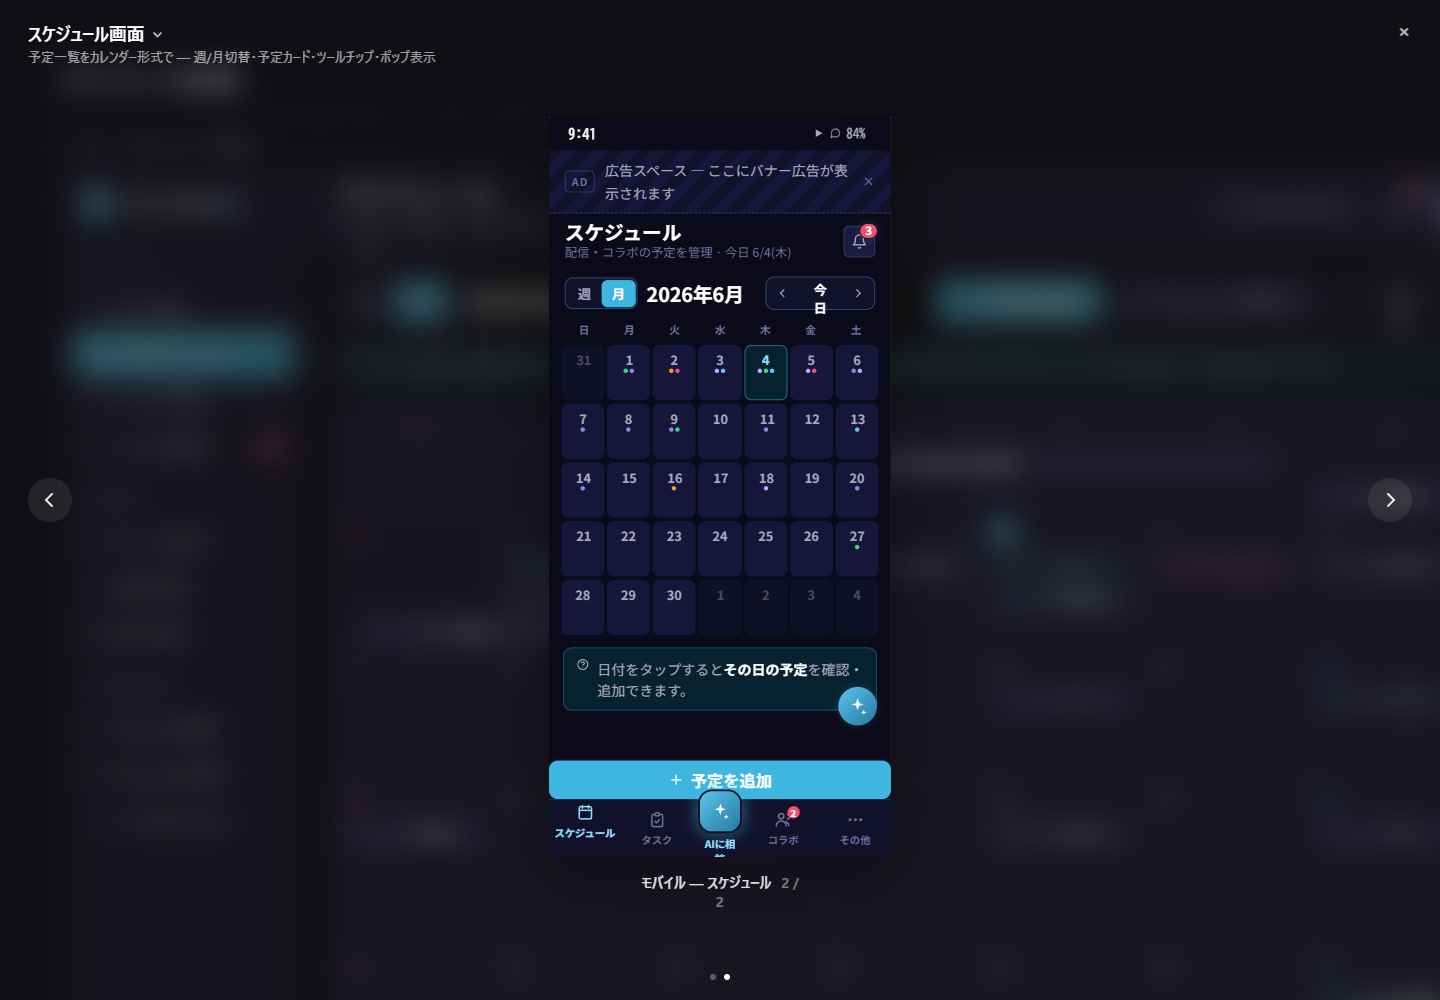 スケジュール画面
予定一覧をカレンダー形式で — 週/月切替・予定カード・ツールチップ・ポップ表示
9:41
84%
AD
広告スペース — ここにバナー広告が表
示されます
スケジュール
配信・コラボの予定を管理 · 今日 6/4(木)
3
週 月 2026年6月 今
日
日 月 火 水 木 金 土
31 1 2 3 4 5 6
7 8 9 10 11 12 13
14 15 16 17 18 19 20
21 22 23 24 25 26 27
28 29 30 1 2 3 4
日付をタップするとその日の予定を確認・
追加できます。
+ 予定を追加
スケジュール
タスク
AIに相
2
コラボ
その他
モバイル — スケジュール 2 /
2